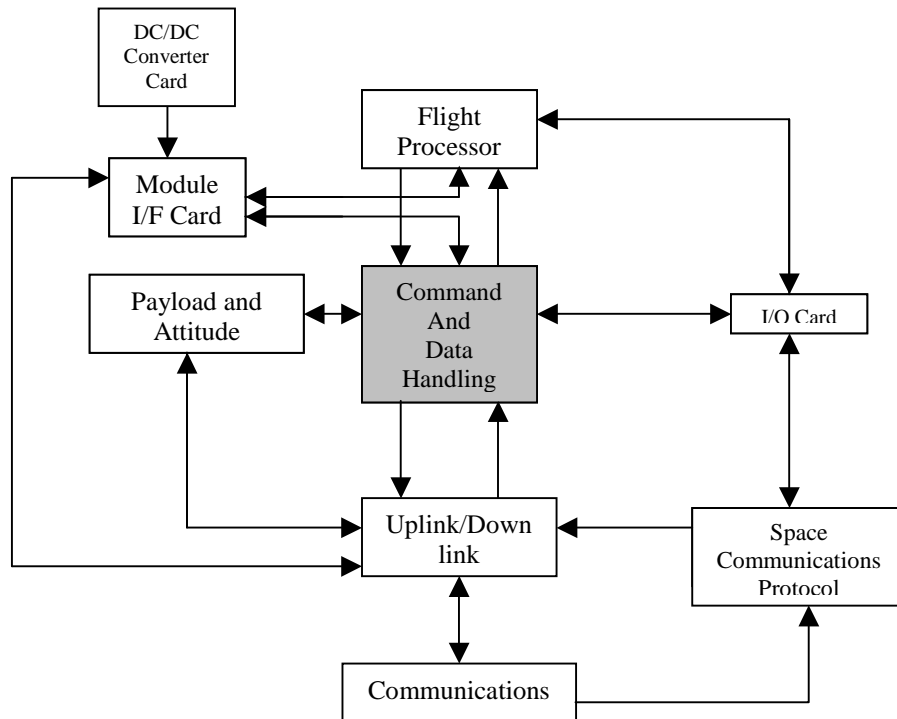 DC/DC
Converter
Card
Flight
Processor
Module
I/F Card
Payload and
Attitude
Command
And
Data
Handling
I/O Card
Uplink/Down
link
Space
Communications
Protocol
Communications